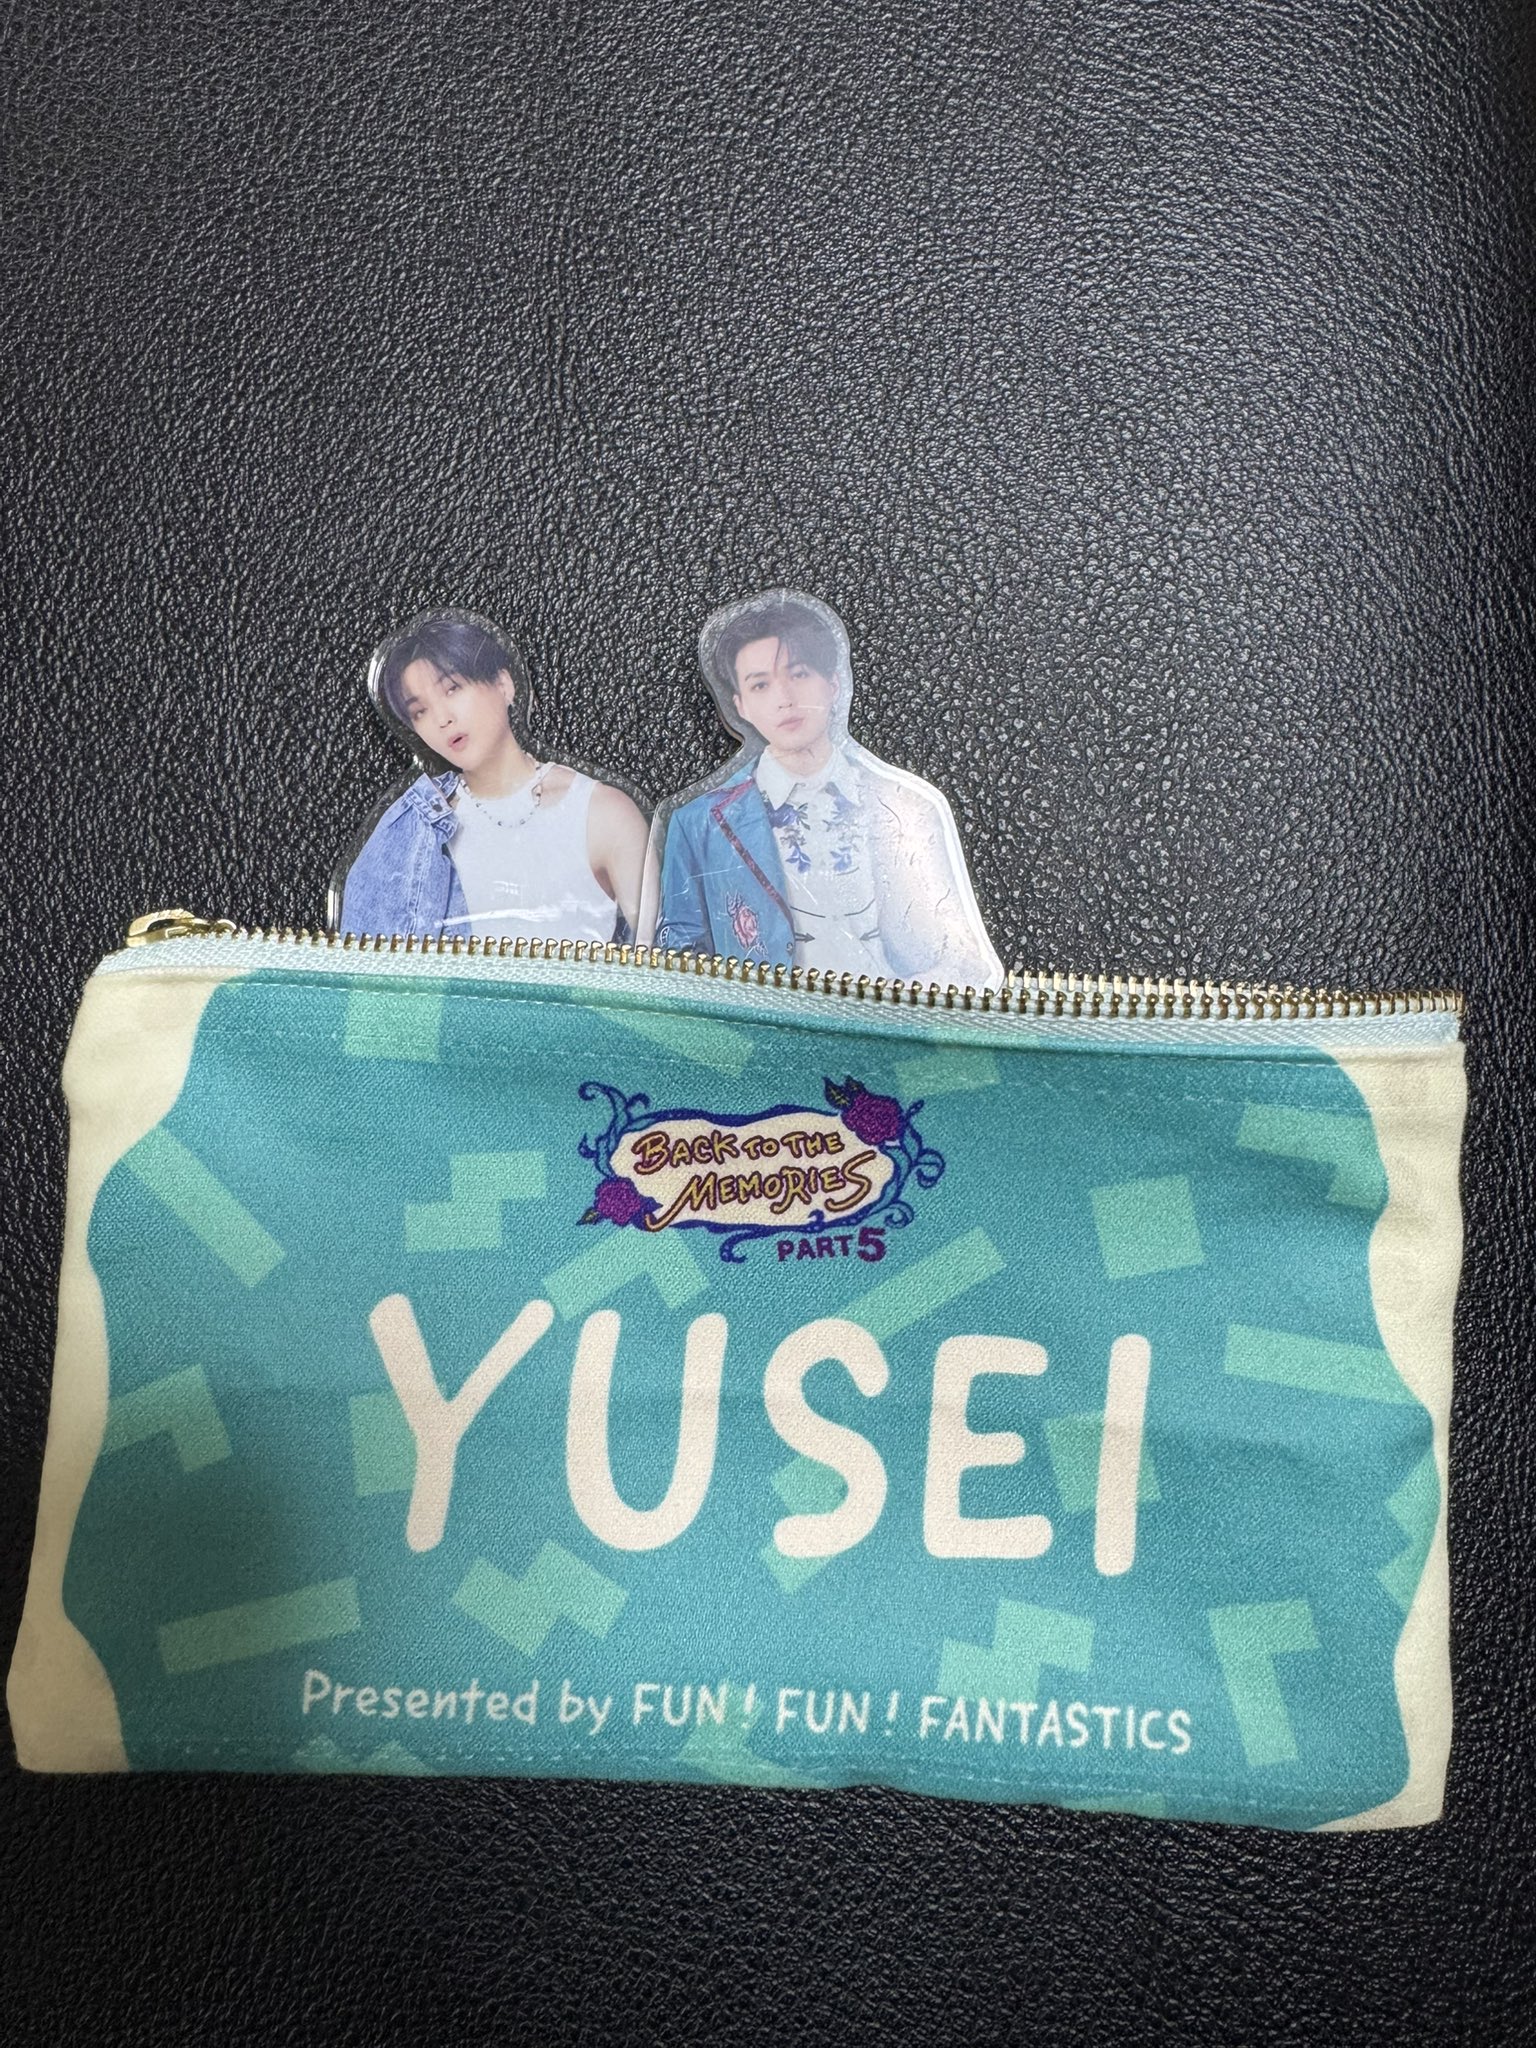 BACK TO THE
MEMORIES
PART5
YUSEI
Presented by FUN! FUN! FANTASTICS